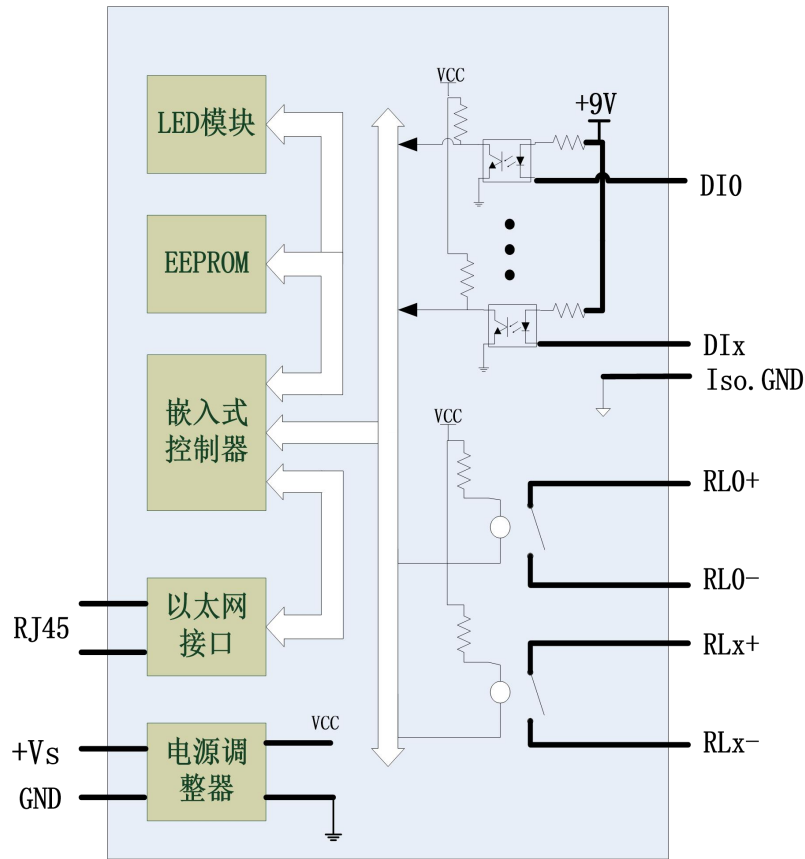 LED模块
EEPROM
嵌入式
控制器
以太网
接口
RJ45
电源调
整器
+Vs
GND
VCC
VCC
+9V
DI0
DIx
Iso.GND
VCC
RL0+
RL0-
RLx+
RLx-